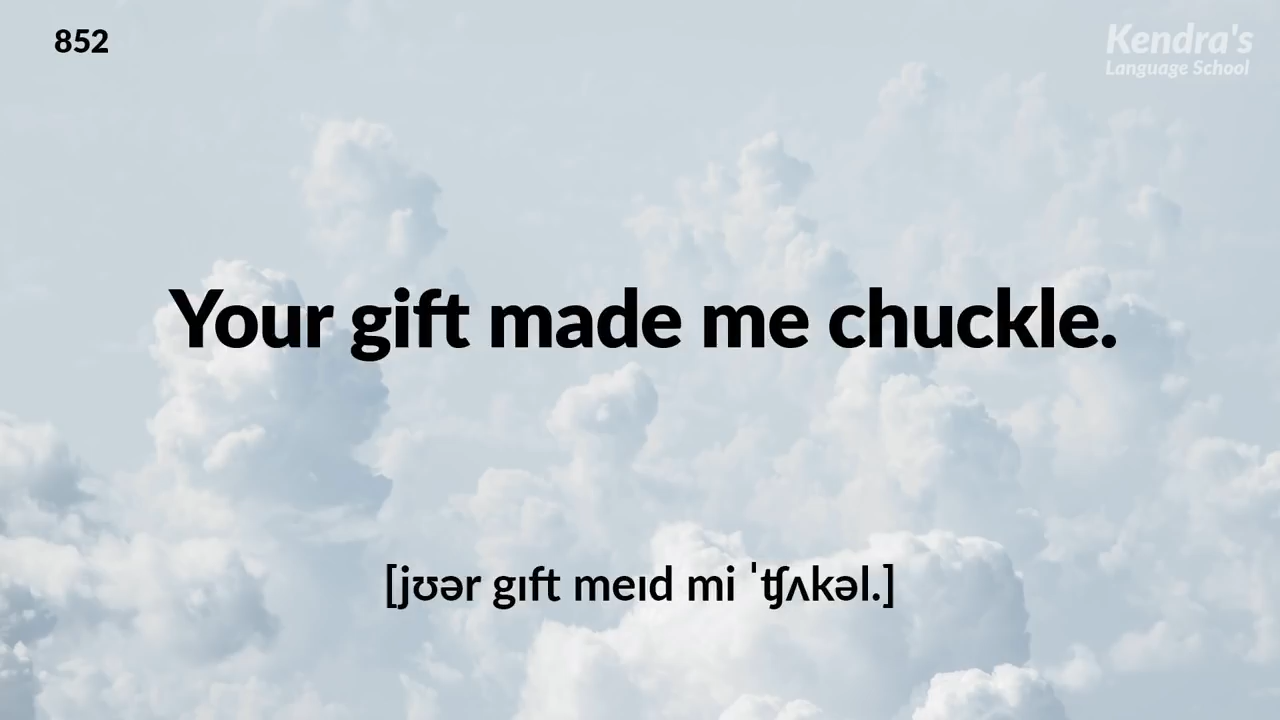 852
Kendra's
Language School
Your gift made me chuckle.
[jʊər gɪft meɪd mi ˈʧʌkəl.]